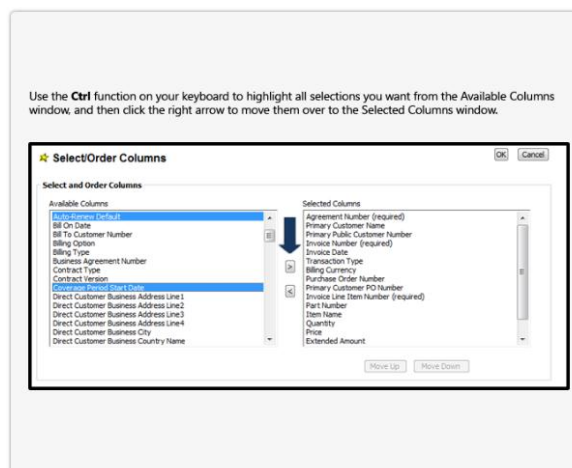 Use the Ctrl function on your keyboard to highlight all selections you want from the Available Columns
window, and then click the right arrow to move them over to the Selected Columns window.
Select/Order Columns
OK Cancel
Select and Order Columns
Available Columns
Auto-Renew Default
Bill On Date
Bill To Customer Number
Billing Option
Billing Type
Business Agreement Number
Contract Type
Contract Version
Coverage Period Start Date
Direct Customer Business Address Line1
Direct Customer Business Address Line2
Direct Customer Business Address Line3
Direct Customer Business Address Line4
Direct Customer Business City
Direct Customer Business Country Name
>
<
Selected Columns
Agreement Number (required)
Primary Customer Name
Primary Public Customer Number
Invoice Number (required)
Invoice Date
Transaction Type
Billing Currency
Purchase Order Number
Primary Customer PO Number
Invoice Line Item Number (required)
Part Number
Item Name
Quantity
Price
Extended Amount
Move Up Move Down